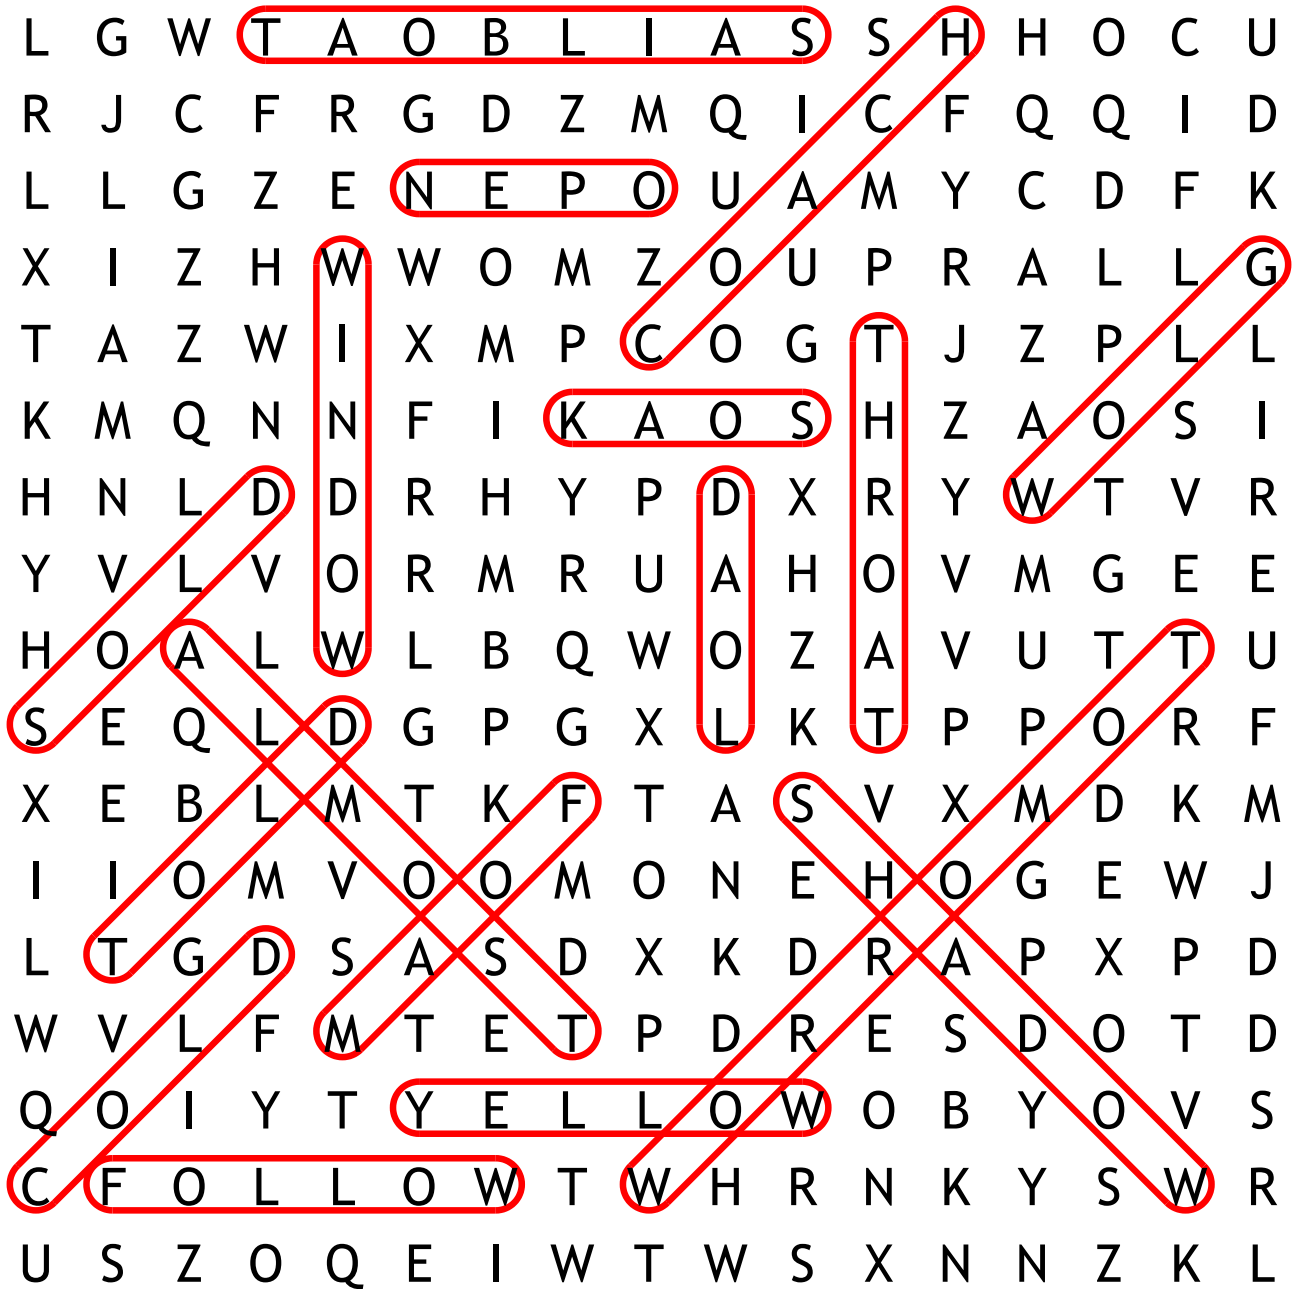 L G W T A O B L I A S S H H O C U
R J C F R G D Z M Q I C F Q Q I D
L L G Z E N E P O U A M Y C D F K
X I Z H W W O M Z O U P R A L L G
T A Z W I X M P C O G T J Z P L L
K M Q N N F I K A O S H Z A O S I
H N L D D R H Y P D X R Y W T V R
Y V L V O R M R U A H O V M G E E
H O A L W L B Q W O Z A V U T T U
S E Q L D G P G X L K T P P O R F
X E B L M T K F T A S V X M D K M
I I O M V O O M O N E H O G E W J
L T G D S A S D X K D R A P X P D
W V L F M T E T P D R E S D O T D
Q O I Y T Y E L L O W O B Y O V S
C F O L L O W T W H R N K Y S W R
U S Z O Q E I W T W S X N N Z K L